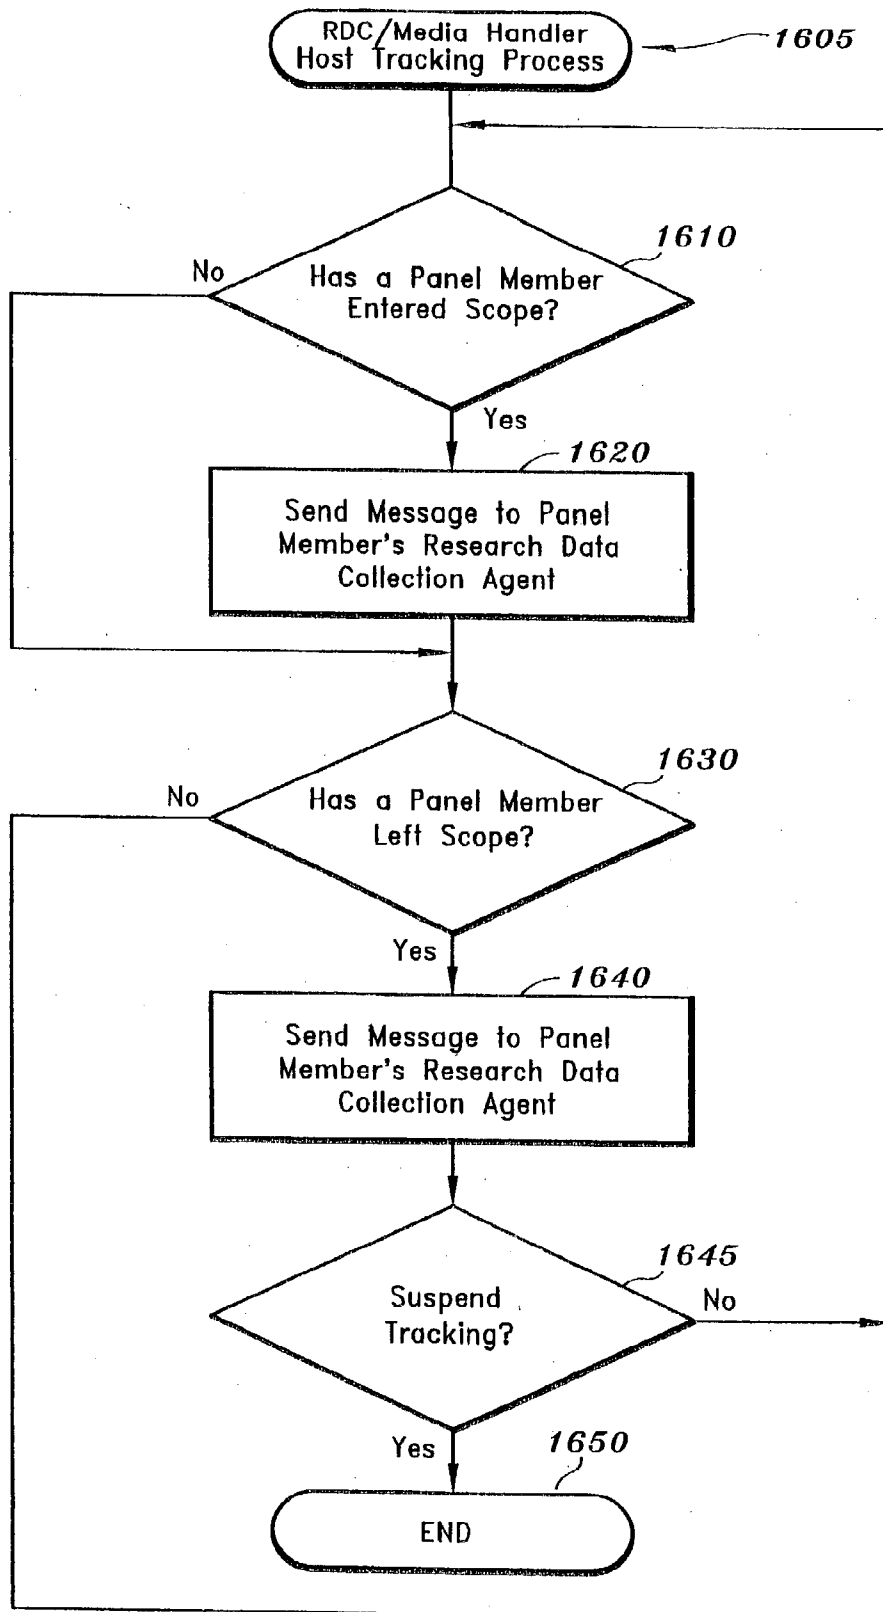 RDC/Media Handler
Host Tracking Process
1605
1610
No
Has a Panel Member
Entered Scope?
Yes
1620
Send Message to Panel
Member's Research Data
Collection Agent
1630
No
Has a Panel Member
Left Scope?
Yes
1640
Send Message to Panel
Member's Research Data
Collection Agent
1645
No
Suspend
Tracking?
Yes
1650
END